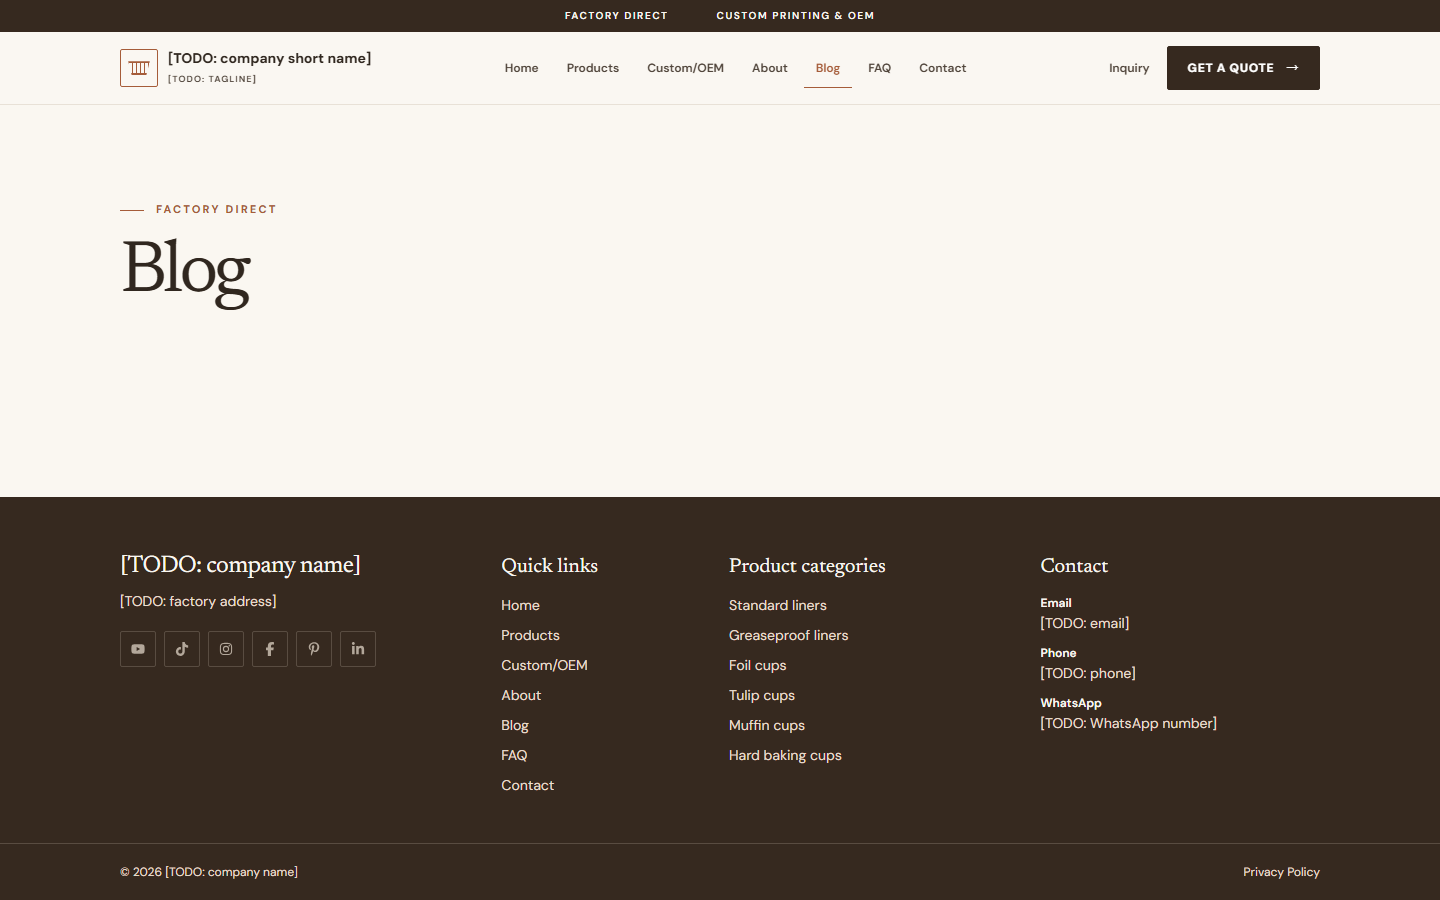 FACTORY DIRECT
CUSTOM PRINTING & OEM
[TODO: company short name]
[TODO: TAGLINE]
Home
Products
Custom/OEM
About
Blog
FAQ
Contact
Inquiry
GET A QUOTE →
FACTORY DIRECT
Blog
[TODO: company name]
[TODO: factory address]
Quick links
Home
Products
Custom/OEM
About
Blog
FAQ
Contact
Product categories
Standard liners
Greaseproof liners
Foil cups
Tulip cups
Muffin cups
Hard baking cups
Contact
Email
[TODO: email]
Phone
[TODO: phone]
WhatsApp
[TODO: WhatsApp number]
© 2026 [TODO: company name]
Privacy Policy